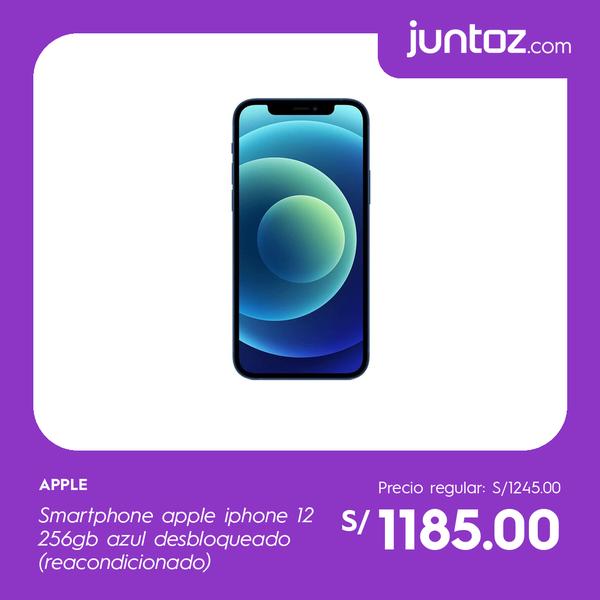 juntoz.com
APPLE
Smartphone apple iphone 12
256gb azul desbloqueado
(reacondicionado)
Precio regular: S/1245.00
S/ 1185.00